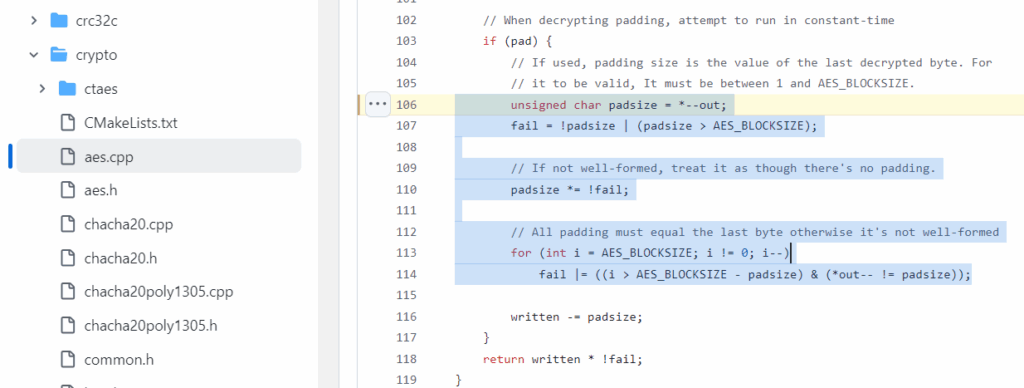 crc32c
crypto
ctaes
CMakeLists.txt
aes.cpp
aes.h
chacha20.cpp
chacha20.h
chacha20poly1305.cpp
chacha20poly1305.h
common.h
102 // When decrypting padding, attempt to run in constant-time
103 if (pad) {
104 // If used, padding size is the value of the last decrypted byte. For
105 // it to be valid, It must be between 1 and AES_BLOCKSIZE.
106 unsigned char padsize = *--out;
107 fail = !padsize | (padsize > AES_BLOCKSIZE);
108
109 // If not well-formed, treat it as though there's no padding.
110 padsize *= !fail;
111
112 // All padding must equal the last byte otherwise it's not well-formed
113 for (int i = AES_BLOCKSIZE; i != 0; i--)
114 fail |= ((i > AES_BLOCKSIZE - padsize) & (*out-- != padsize));
115
116 written -= padsize;
117 }
118 return written * !fail;
119 }